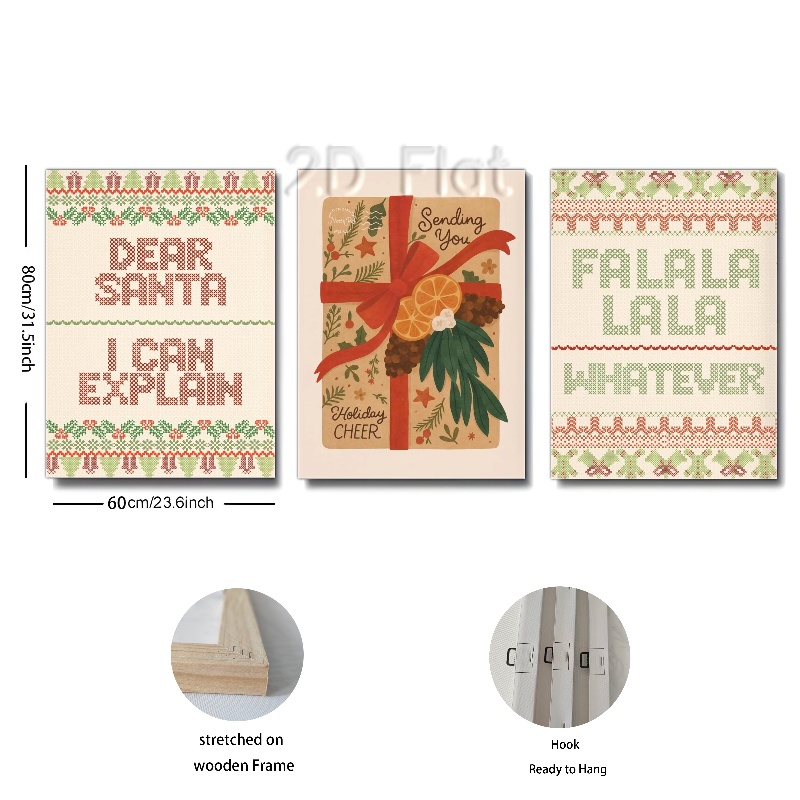 2D Flat
80cm/31.5inch
DEAR
SANTA
I CAN
EXPLAIN
Sending
You
Holiday
CHEER
FALALALA
LALA
WHATEVER
60cm/23.6inch
stretched on
wooden Frame
Hook
Ready to Hang